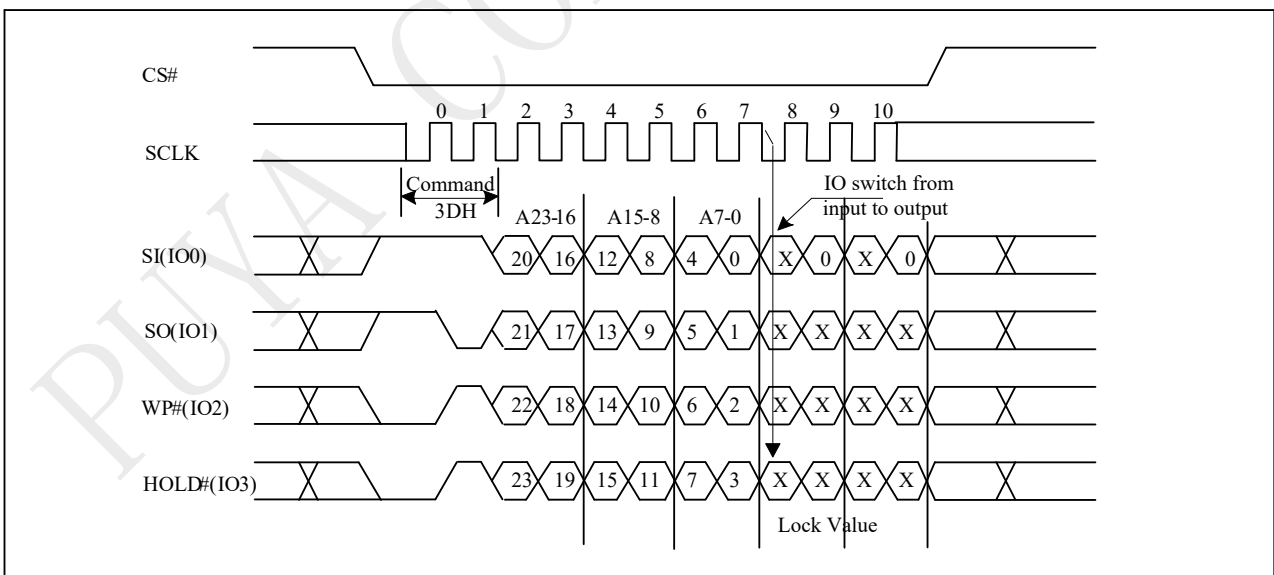 PUYA CO
CS#
0 1 2 3 4 5 6 7 8 9 10
SCLK
Command
3DH
IO switch from
input to output
A23-16 A15-8 A7-0
SI(IO0) 20 16 12 8 4 0 X 0 X 0
SO(IO1) 21 17 13 9 5 1 X X X X
WP#(IO2) 22 18 14 10 6 2 X X X X
HOLD#(IO3) 23 19 15 11 7 3 X X X X
Lock Value